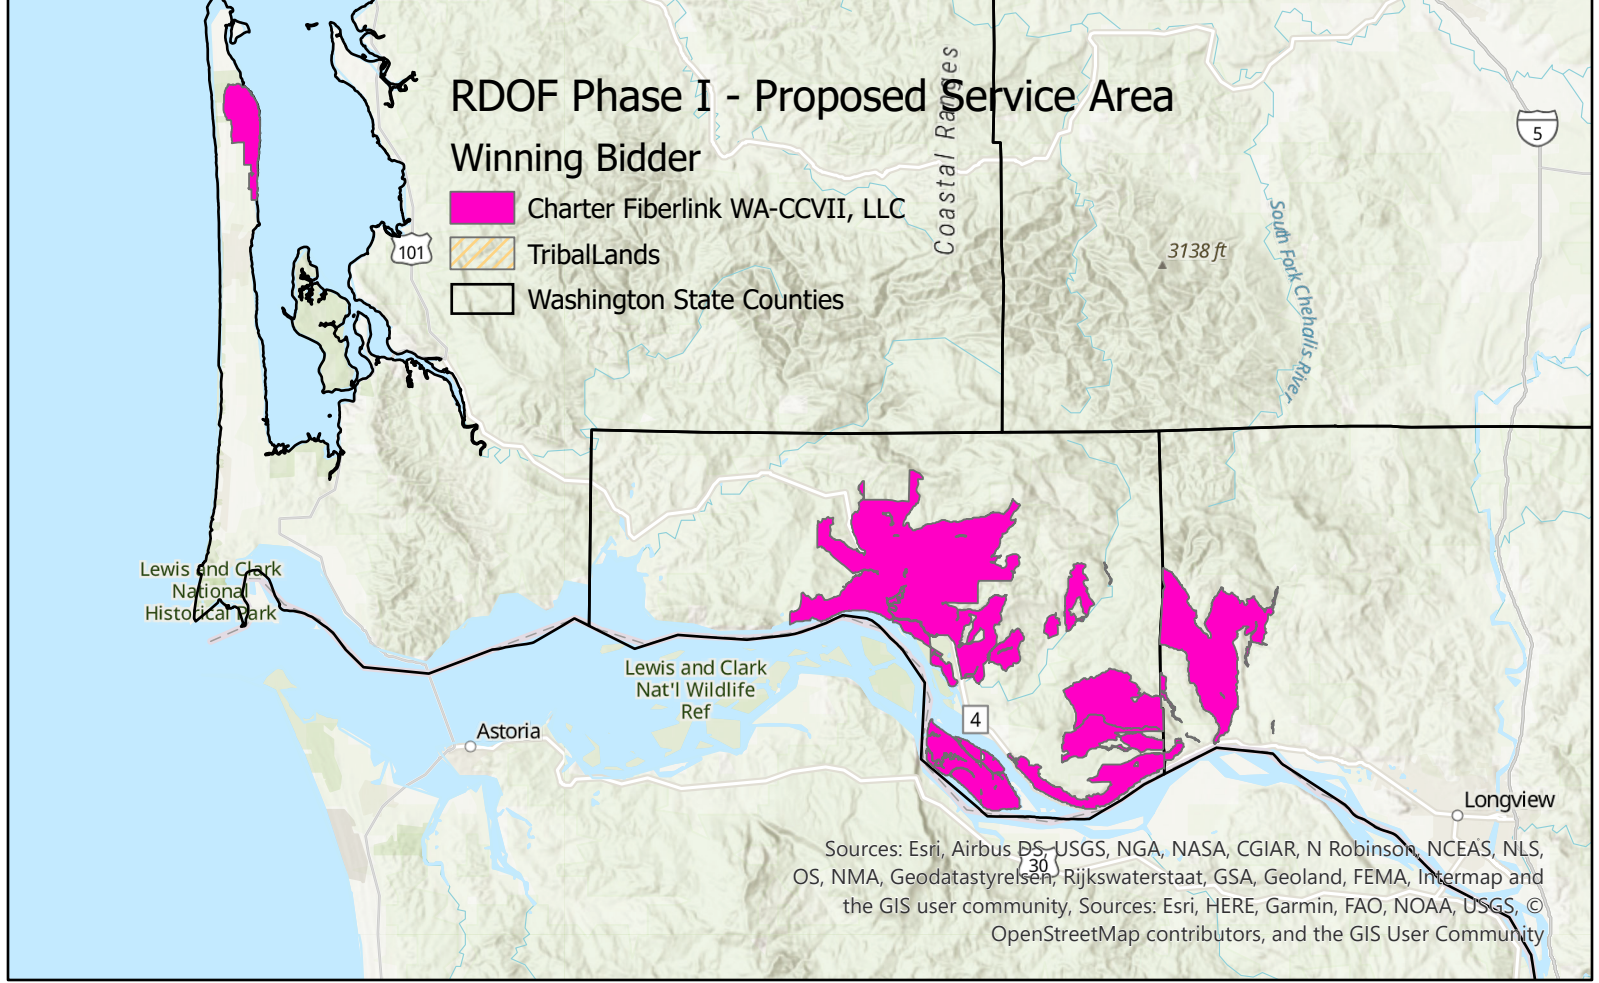 RDOF Phase I - Proposed Service Area
Winning Bidder
Charter Fiberlink WA-CCVII, LLC
TribalLands
Washington State Counties
Coastal Ranges
5
101
3138 ft
South Fork Chehalis River
Lewis and Clark
National
Historical Park
Lewis and Clark
Nat'l Wildlife
Ref
4
Astoria
Longview
30
Sources: Esri, Airbus DS, USGS, NGA, NASA, CGIAR, N Robinson, NCEAS, NLS,
OS, NMA, Geodatastyrelsen, Rijkswaterstaat, GSA, Geoland, FEMA, Intermap and
the GIS user community, Sources: Esri, HERE, Garmin, FAO, NOAA, USGS, ©
OpenStreetMap contributors, and the GIS User Community